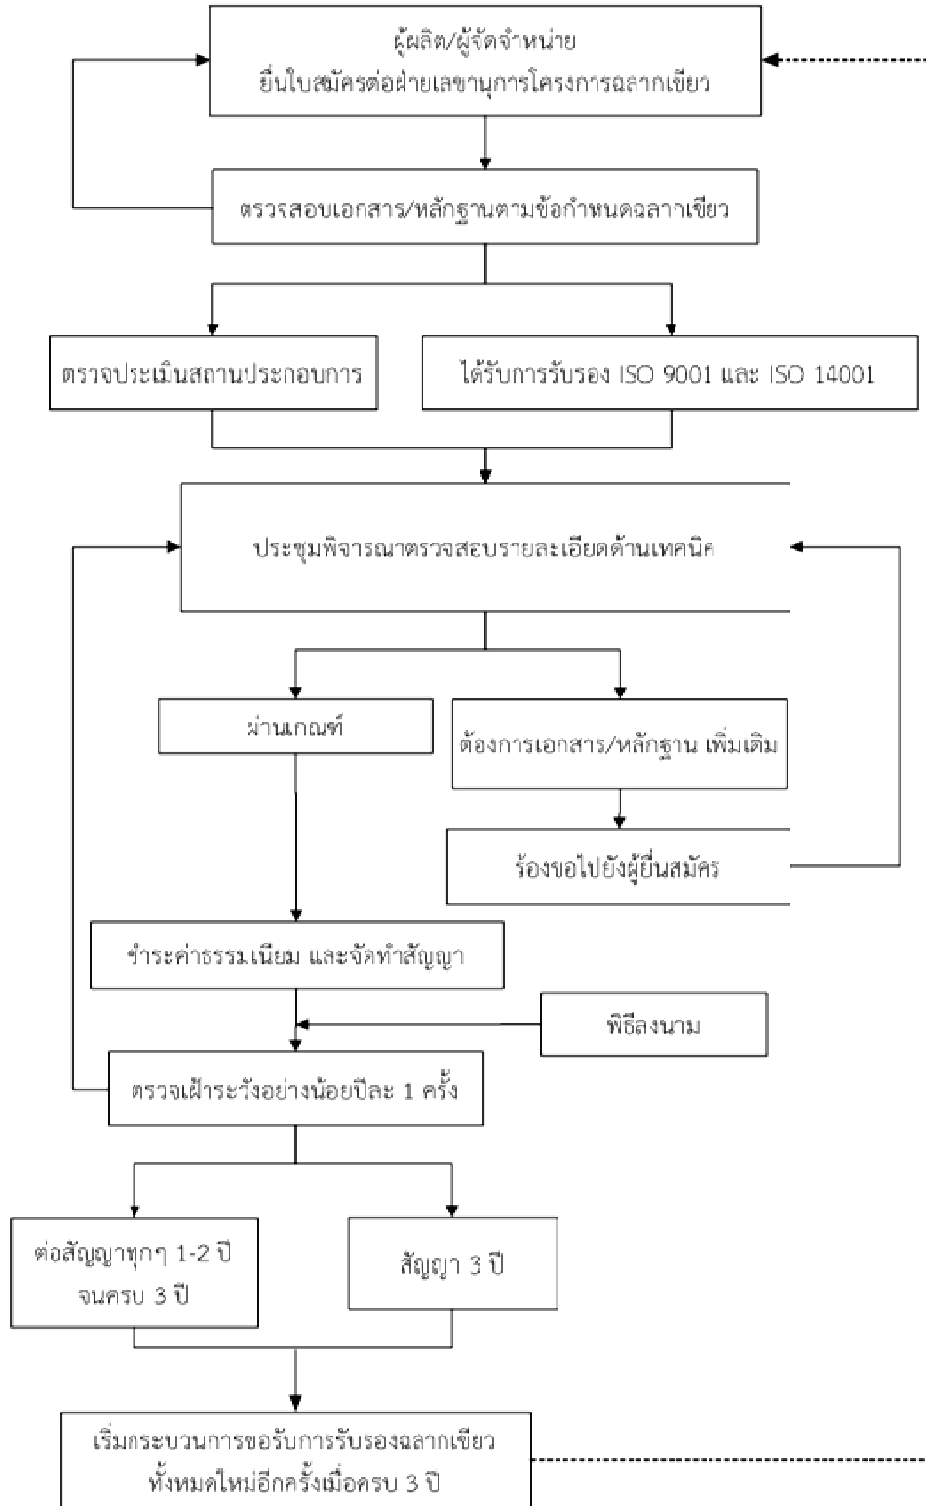 ผู้ผลิต/ผู้จัดจำหน่าย
ยื่นใบสมัครต่อฝ่ายเลขานุการโครงการฉลากเขียว
ตรวจสอบเอกสาร/หลักฐานตามข้อกำหนดฉลากเขียว
ตรวจประเมินสถานประกอบการ
ได้รับการรับรอง ISO 9001 และ ISO 14001
ประชุมพิจารณาตรวจสอบรายละเอียดด้านเทคนิค
ผ่านเกณฑ์
ต้องการเอกสาร/หลักฐาน เพิ่มเติม
ร้องขอไปยังผู้ยื่นสมัคร
ชำระค่าธรรมเนียม และจัดทำสัญญา
พิธีลงนาม
ตรวจเฝ้าระวังอย่างน้อยปีละ 1 ครั้ง
ต่อสัญญาทุกๆ 1-2 ปี
จนครบ 3 ปี
สัญญา 3 ปี
เริ่มกระบวนการขอรับการรับรองฉลากเขียว
ทั้งหมดใหม่อีกครั้งเมื่อครบ 3 ปี